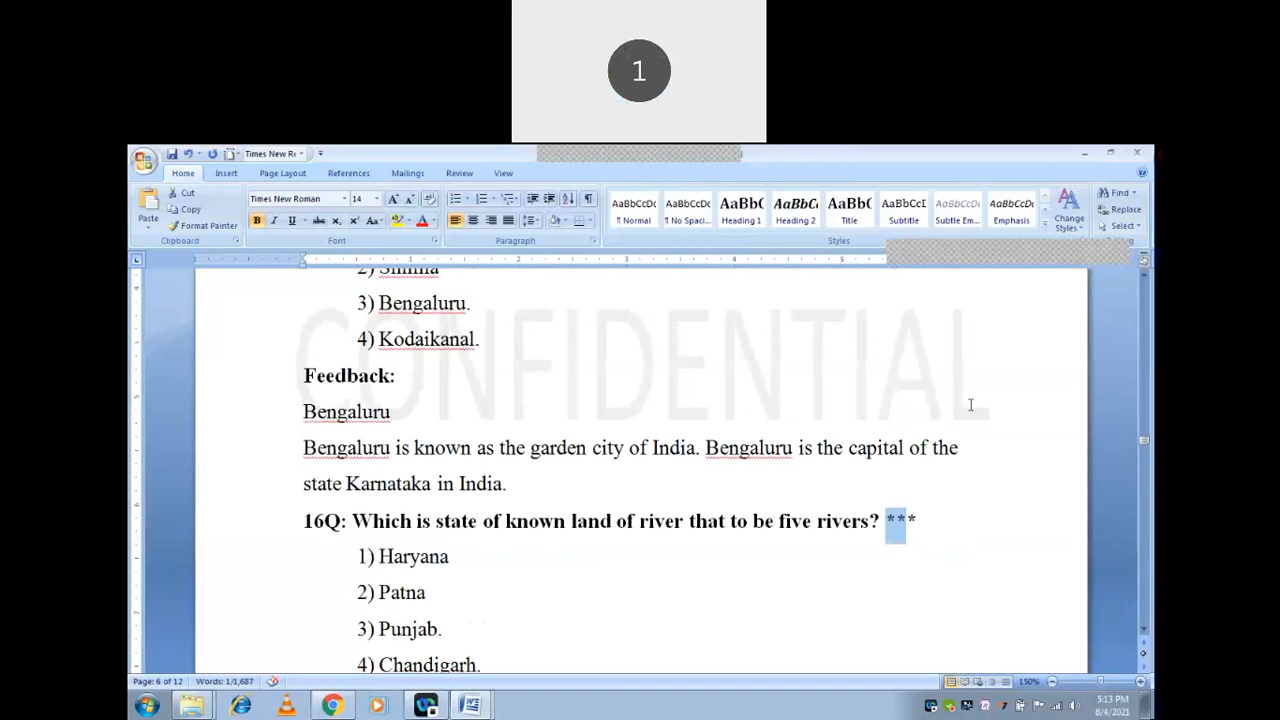 1
Times New Ro
Home Insert Page Layout References Mailings Review View
Cut
Copy
Format Painter
Paste
Clipboard
Times New Roman 14
Font
Paragraph
AaBbCcDc AaBbCcDc AaBbC AaBbCc AaBbC AaBbCcI AaBbCcDc AaBbCcDc
¶ Normal ¶ No Spaci... Heading 1 Heading 2 Title Subtitle Subtle Em... Emphasis
Change Styles
Styles
Find
Replace
Select
CONFIDENTIAL
2) Shimla
3) Bengaluru.
4) Kodaikanal.
Feedback:
Bengaluru
Bengaluru is known as the garden city of India. Bengaluru is the capital of the
state Karnataka in India.
16Q: Which is state of known land of river that to be five rivers? ***
1) Haryana
2) Patna
3) Punjab.
4) Chandigarh.
Page: 6 of 12 Words: 1/1,687 150%
5:13 PM
8/4/2021